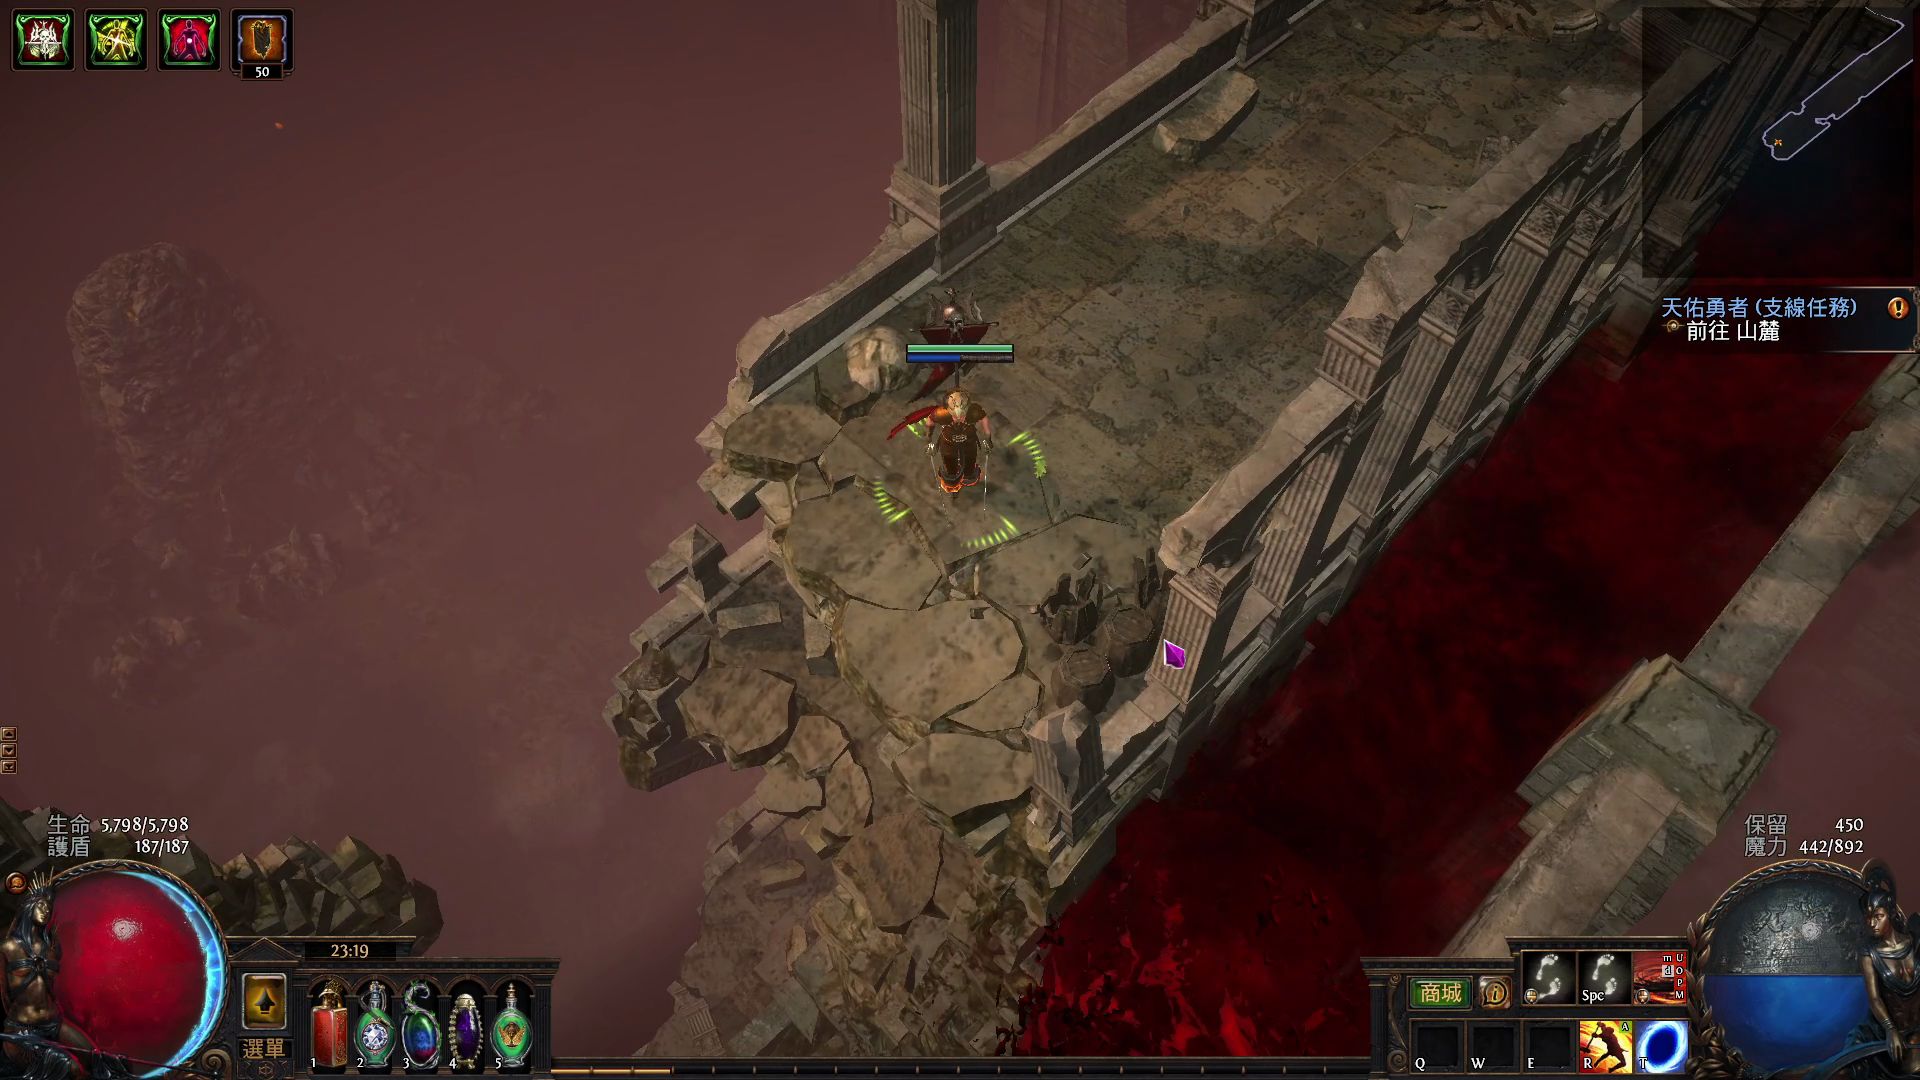 50
天佑勇者 (支線任務)
前往 山麓
生命 5,798/5,798
護盾 187/187
保留 450
魔力 442/892
23:19
選單
1 2 3 4 5
商城
Spc
m U
d O
P
M
Q W E R A T